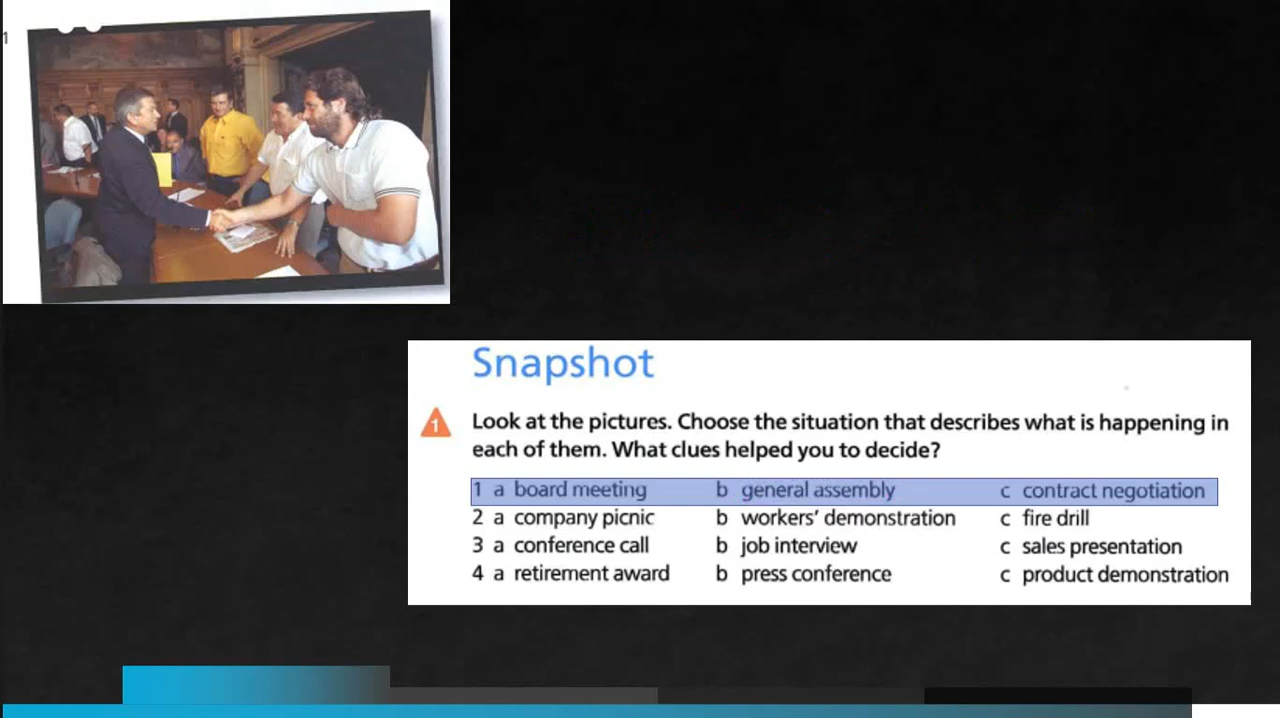 1
Snapshot
1 Look at the pictures. Choose the situation that describes what is happening in
each of them. What clues helped you to decide?
1 a board meeting b general assembly c contract negotiation
2 a company picnic b workers' demonstration c fire drill
3 a conference call b job interview c sales presentation
4 a retirement award b press conference c product demonstration